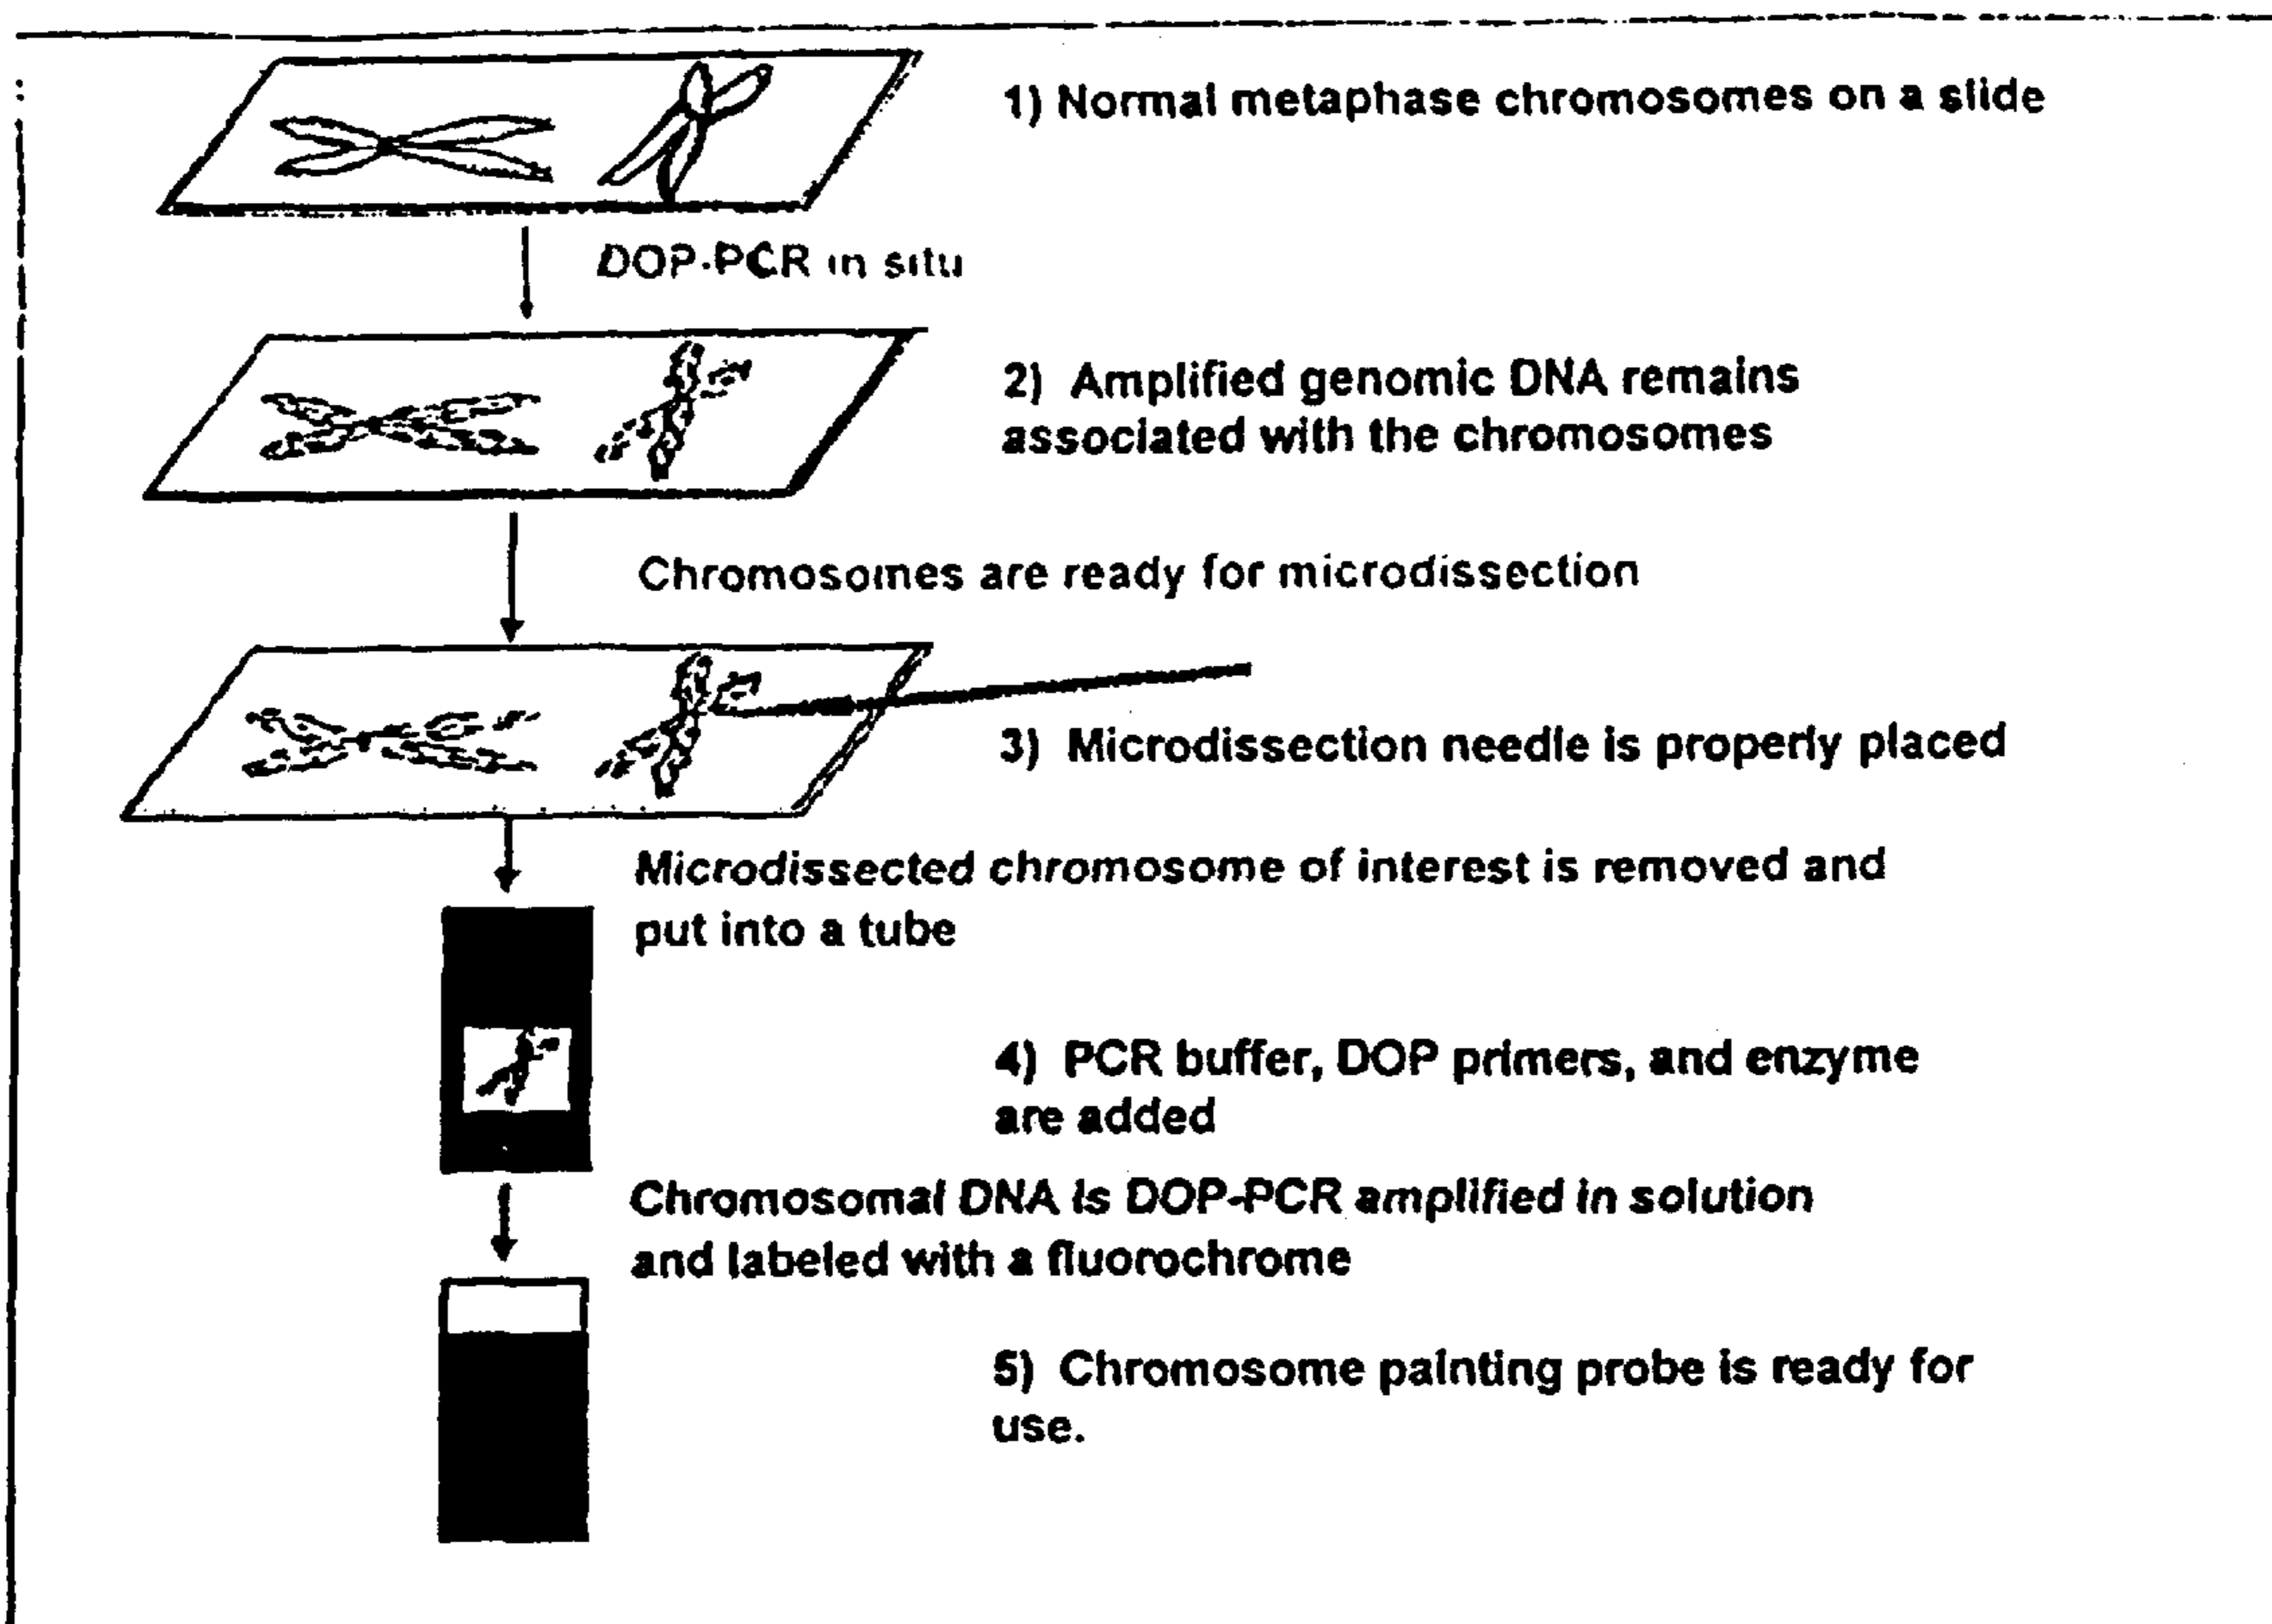 1) Normal metaphase chromosomes on a slide
DOP-PCR in situ
2) Amplified genomic DNA remains
associated with the chromosomes
Chromosomes are ready for microdissection
3) Microdissection needle is properly placed
Microdissected chromosome of interest is removed and
put into a tube
4) PCR buffer, DOP primers, and enzyme
are added
Chromosomal DNA is DOP-PCR amplified in solution
and labeled with a fluorochrome
5) Chromosome painting probe is ready for
use.